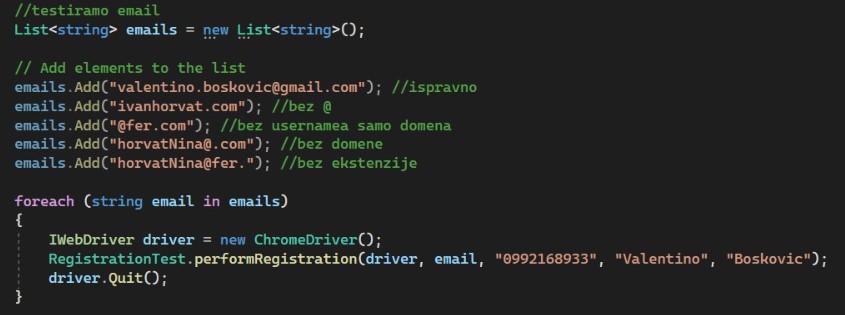 //testiramo email
List<string> emails = new List<string>();
// Add elements to the list
emails.Add("valentino.boskovic@gmail.com"); //ispravno
emails.Add("ivanhorvat.com"); //bez @
emails.Add("@fer.com"); //bez usernamea samo domena
emails.Add("horvatNina@.com"); //bez domene
emails.Add("horvatNina@fer."); //bez ekstenzije
foreach (string email in emails)
{
IWebDriver driver = new ChromeDriver();
RegistrationTest.performRegistration(driver, email, "0992168933", "Valentino", "Boskovic");
driver.Quit();
}